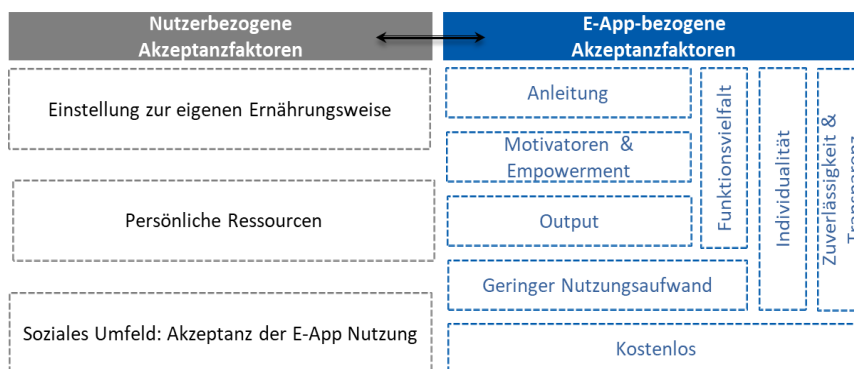 Nutzerbezogene
Akzeptanzfaktoren
E-App-bezogene
Akzeptanzfaktoren
Einstellung zur eigenen Ernährungsweise
Persönliche Ressourcen
Soziales Umfeld: Akzeptanz der E-App Nutzung
Anleitung
Motivatoren &
Empowerment
Output
Geringer Nutzungsaufwand
Kostenlos
Funktionsvielfalt
Individualität
Zuverlässigkeit &
Transparenz